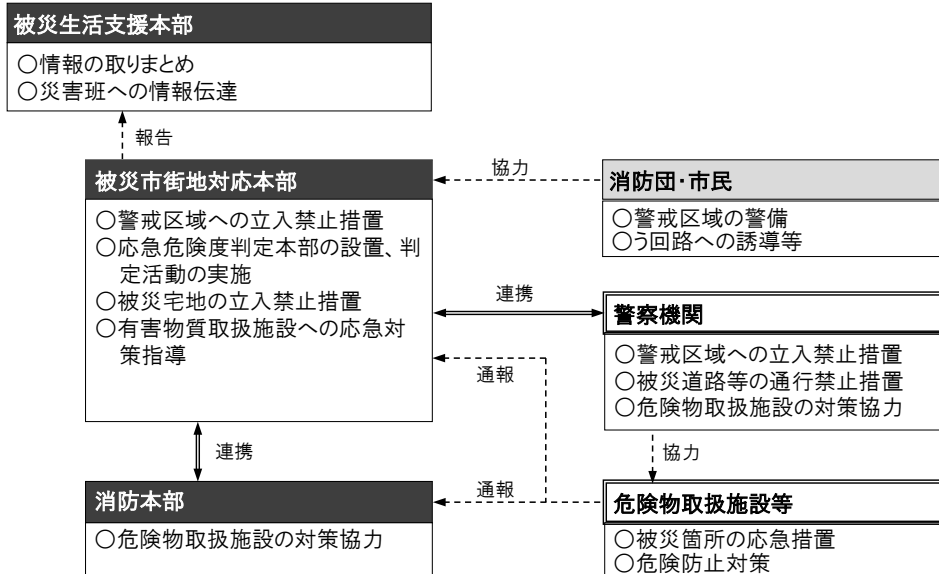 被災生活支援本部
○情報の取りまとめ
○災害班への情報伝達
報告
被災市街地対応本部
○警戒区域への立入禁止措置
○応急危険度判定本部の設置、判
定活動の実施
○被災宅地の立入禁止措置
○有害物質取扱施設への応急対
策指導
協力
消防団・市民
○警戒区域の警備
○う回路への誘導等
連携
警察機関
○警戒区域への立入禁止措置
○被災道路等の通行禁止措置
○危険物取扱施設の対策協力
通報
連携
協力
消防本部
○危険物取扱施設の対策協力
通報
危険物取扱施設等
○被災箇所の応急措置
○危険防止対策